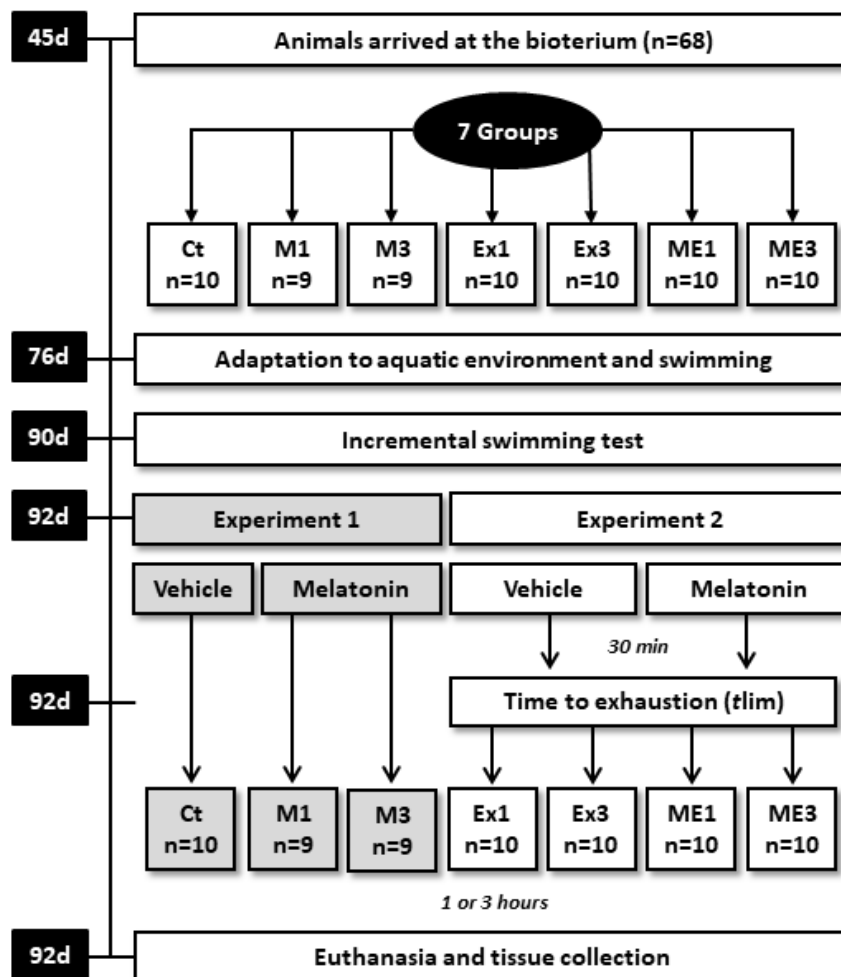 45d
Animals arrived at the bioterium (n=68)
7 Groups
Ct
n=10
M1
n=9
M3
n=9
Ex1
n=10
Ex3
n=10
ME1
n=10
ME3
n=10
76d
Adaptation to aquatic environment and swimming
90d
Incremental swimming test
92d
Experiment 1
Experiment 2
Vehicle
Melatonin
Vehicle
Melatonin
30 min
92d
Time to exhaustion (tlim)
Ct
n=10
M1
n=9
M3
n=9
Ex1
n=10
Ex3
n=10
ME1
n=10
ME3
n=10
1 or 3 hours
92d
Euthanasia and tissue collection